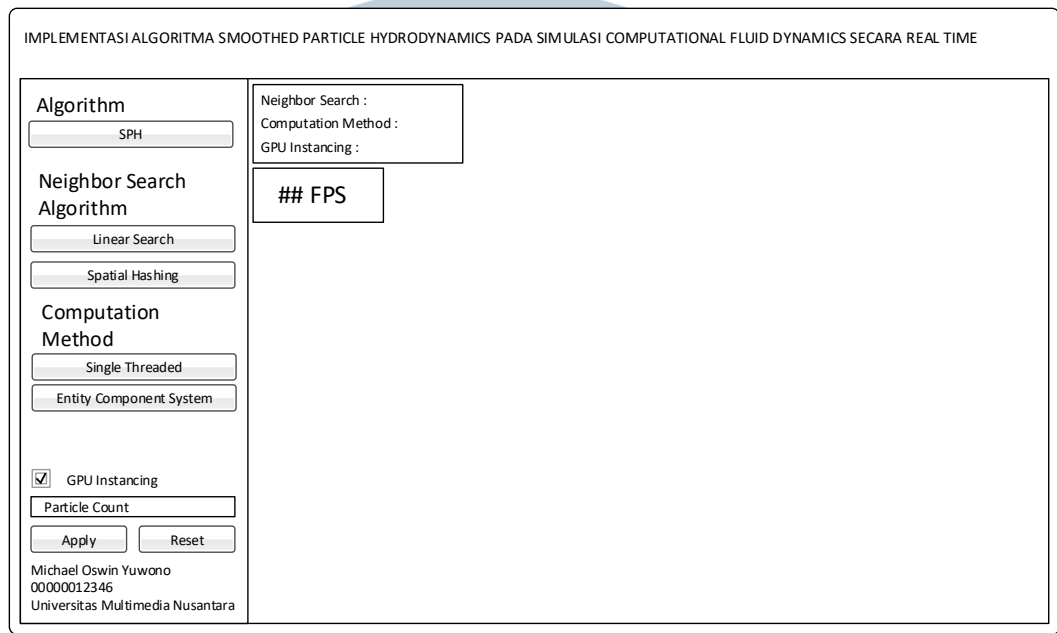 IMPLEMENTASI ALGORITMA SMOOTHED PARTICLE HYDRODYNAMICS PADA SIMULASI COMPUTATIONAL FLUID DYNAMICS SECARA REAL TIME
Algorithm
SPH
Neighbor Search
Algorithm
Linear Search
Spatial Hashing
Computation
Method
Single Threaded
Entity Component System
GPU Instancing
Particle Count
Apply
Reset
Michael Oswin Yuwono
00000012346
Universitas Multimedia Nusantara
Neighbor Search :
Computation Method :
GPU Instancing :
## FPS